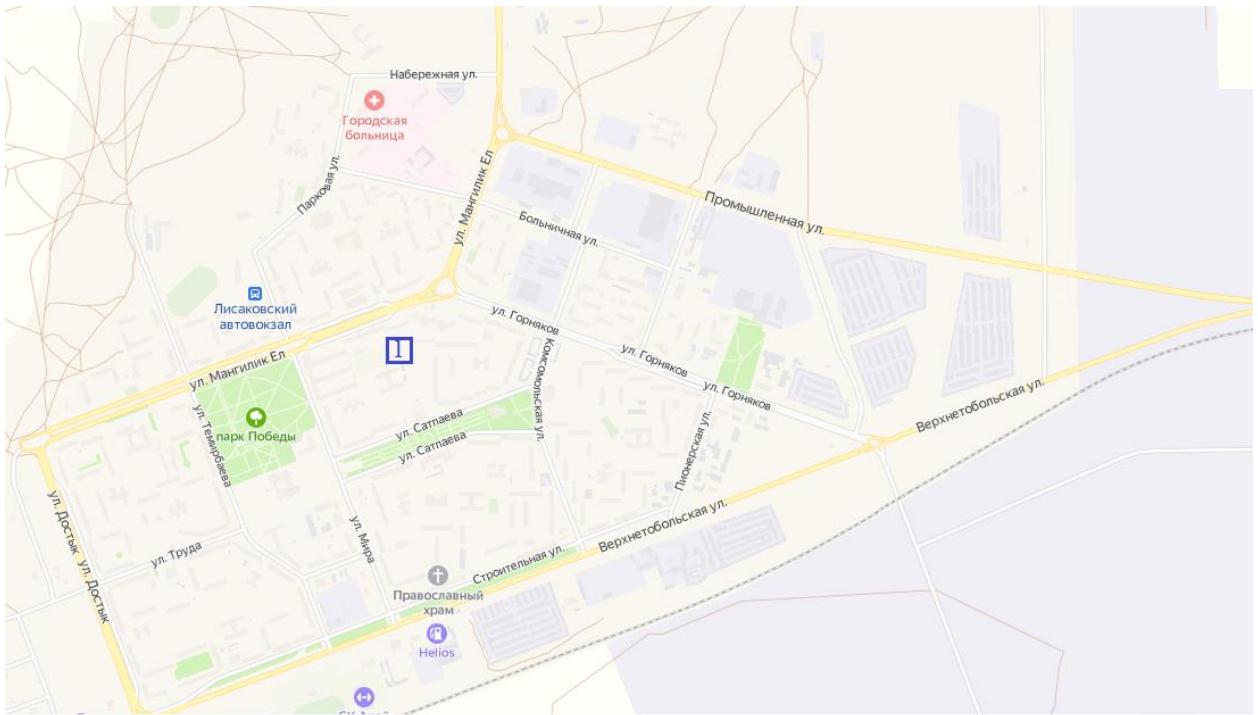 Набережная ул.
Городская
больница
Парковая ул.
ул. Мангилик Ел
Промышленная ул.
Больничная ул.
Лисаковский
автовокзал
ул. Горняков
ул. Горняков
ул. Горняков
Комсомольская ул.
1
ул. Мангилик Ел
парк Победы
ул. Темирбаева
ул. Сатпаева
ул. Сатпаева
Пионерская ул.
Верхнетобольская ул.
ул. Достык
ул. Достык
ул. Труда
ул. Мира
Строительная ул.
Верхнетобольская ул.
Православный
храм
Helios